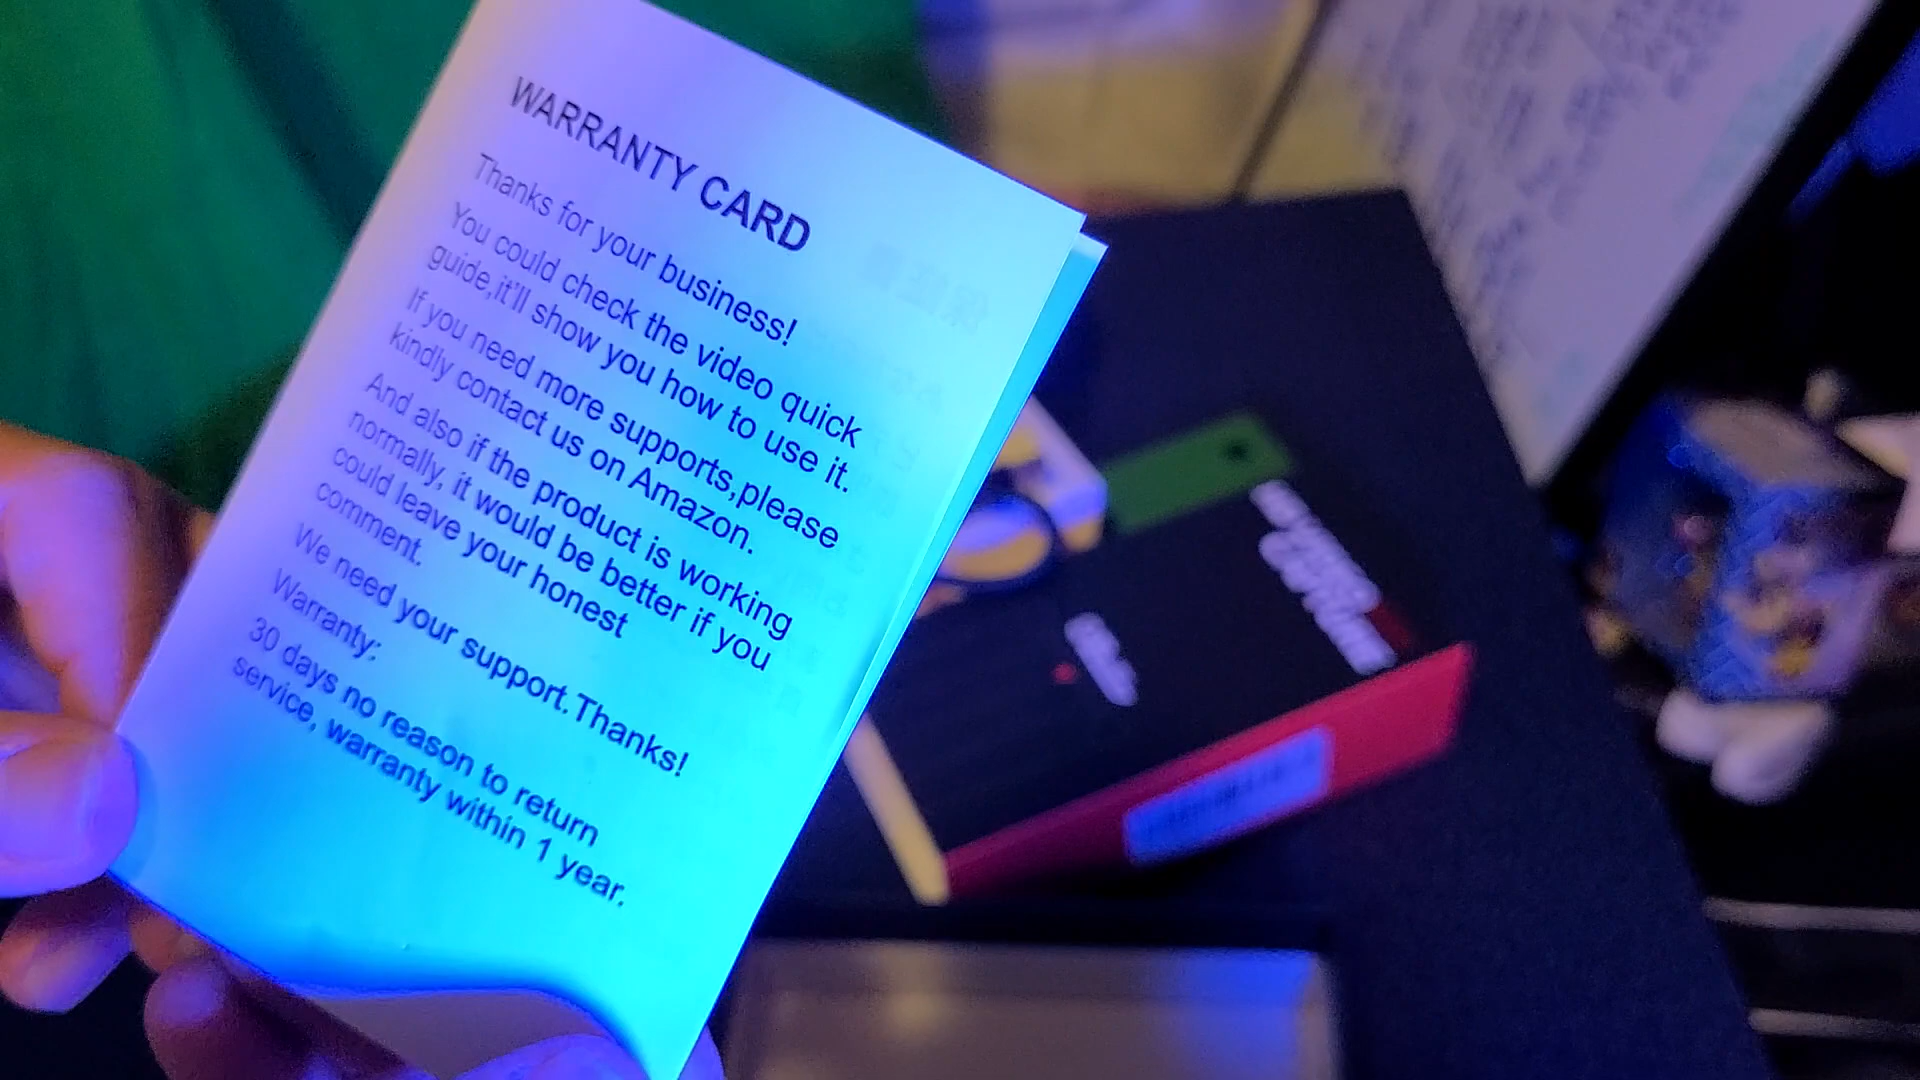 WARRANTY CARD
Thanks for your business!
You could check the video quick
guide,it'll show you how to use it.
If you need more supports,please
kindly contact us on Amazon.
And also if the product is working
normally, it would be better if you
could leave your honest
comment.
We need your support.Thanks!
Warranty:
30 days no reason to return
service, warranty within 1 year.